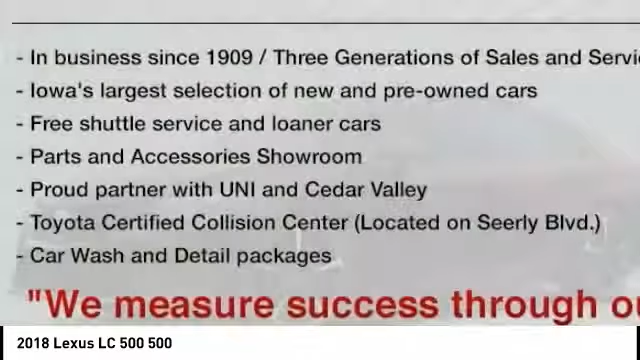 - In business since 1909 / Three Generations of Sales and
- Iowa's largest selection of new and pre-owned cars
- Free shuttle service and loaner cars
- Parts and Accessories Showroom
- Proud partner with UNI and Cedar Valley
- Toyota Certified Collision Center (Located on Seerly Blvd.)
- Car Wash and Detail packages
"We measure success through
2018 Lexus LC 500 500